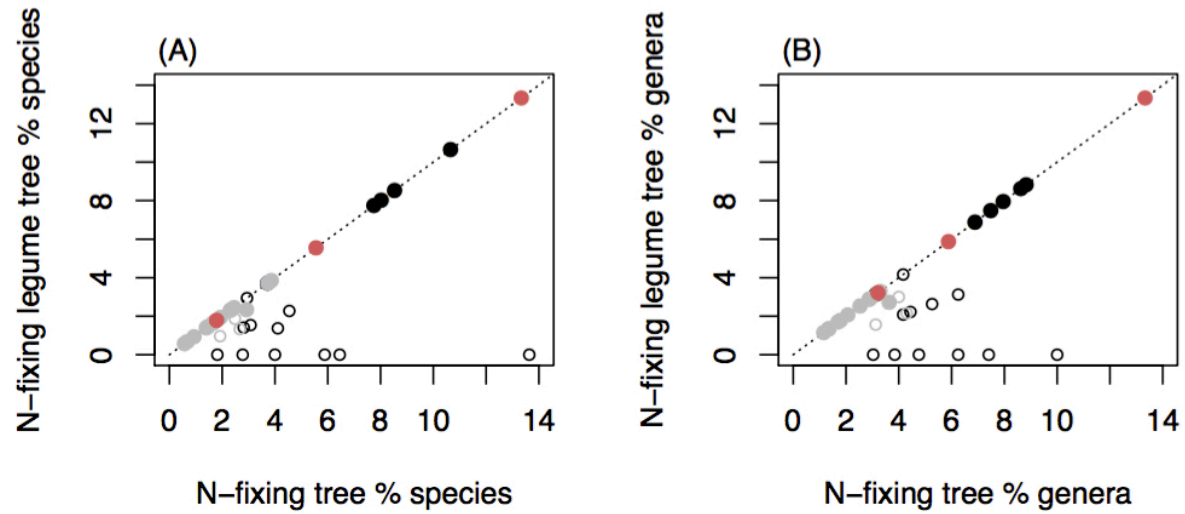 (A)
N−fixing legume tree % species
12
8
4
0
0 2 4 6 8 10 14
N−fixing tree % species
(B)
N−fixing legume tree % genera
12
8
4
0
0 2 4 6 8 10 14
N−fixing tree % genera